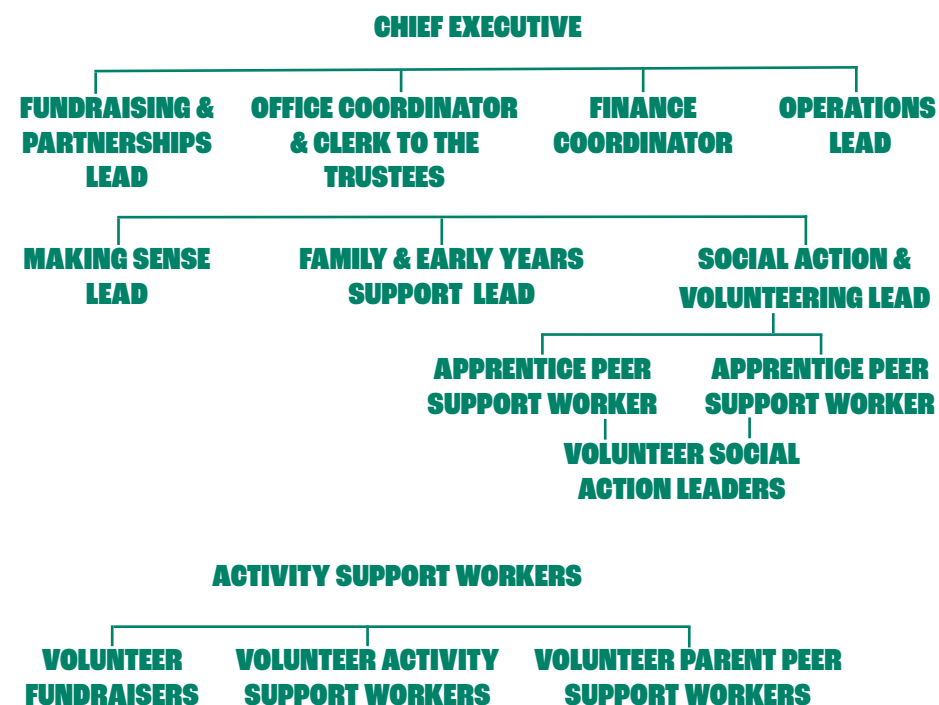 CHIEF EXECUTIVE
FUNDRAISING &
PARTNERSHIPS
LEAD
OFFICE COORDINATOR
& CLERK TO THE
TRUSTEES
FINANCE
COORDINATOR
OPERATIONS
LEAD
MAKING SENSE
LEAD
FAMILY & EARLY YEARS
SUPPORT LEAD
SOCIAL ACTION &
VOLUNTEERING LEAD
APPRENTICE PEER
SUPPORT WORKER
APPRENTICE PEER
SUPPORT WORKER
VOLUNTEER SOCIAL
ACTION LEADERS
ACTIVITY SUPPORT WORKERS
VOLUNTEER
FUNDRAISERS
VOLUNTEER ACTIVITY
SUPPORT WORKERS
VOLUNTEER PARENT PEER
SUPPORT WORKERS